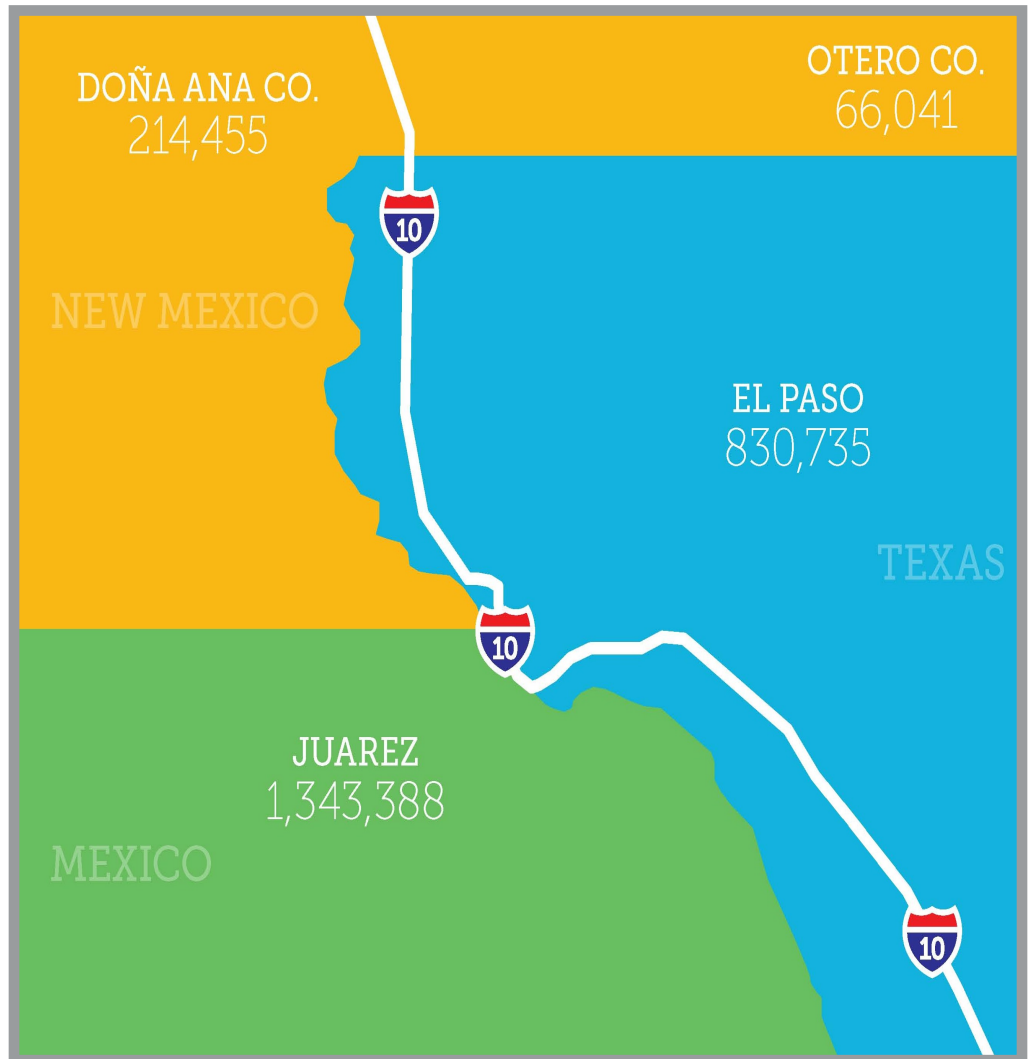 DOÑA ANA CO.
214,455
OTERO CO.
66,041
10
NEW MEXICO
EL PASO
830,735
TEXAS
10
JUAREZ
1,343,388
MEXICO
10